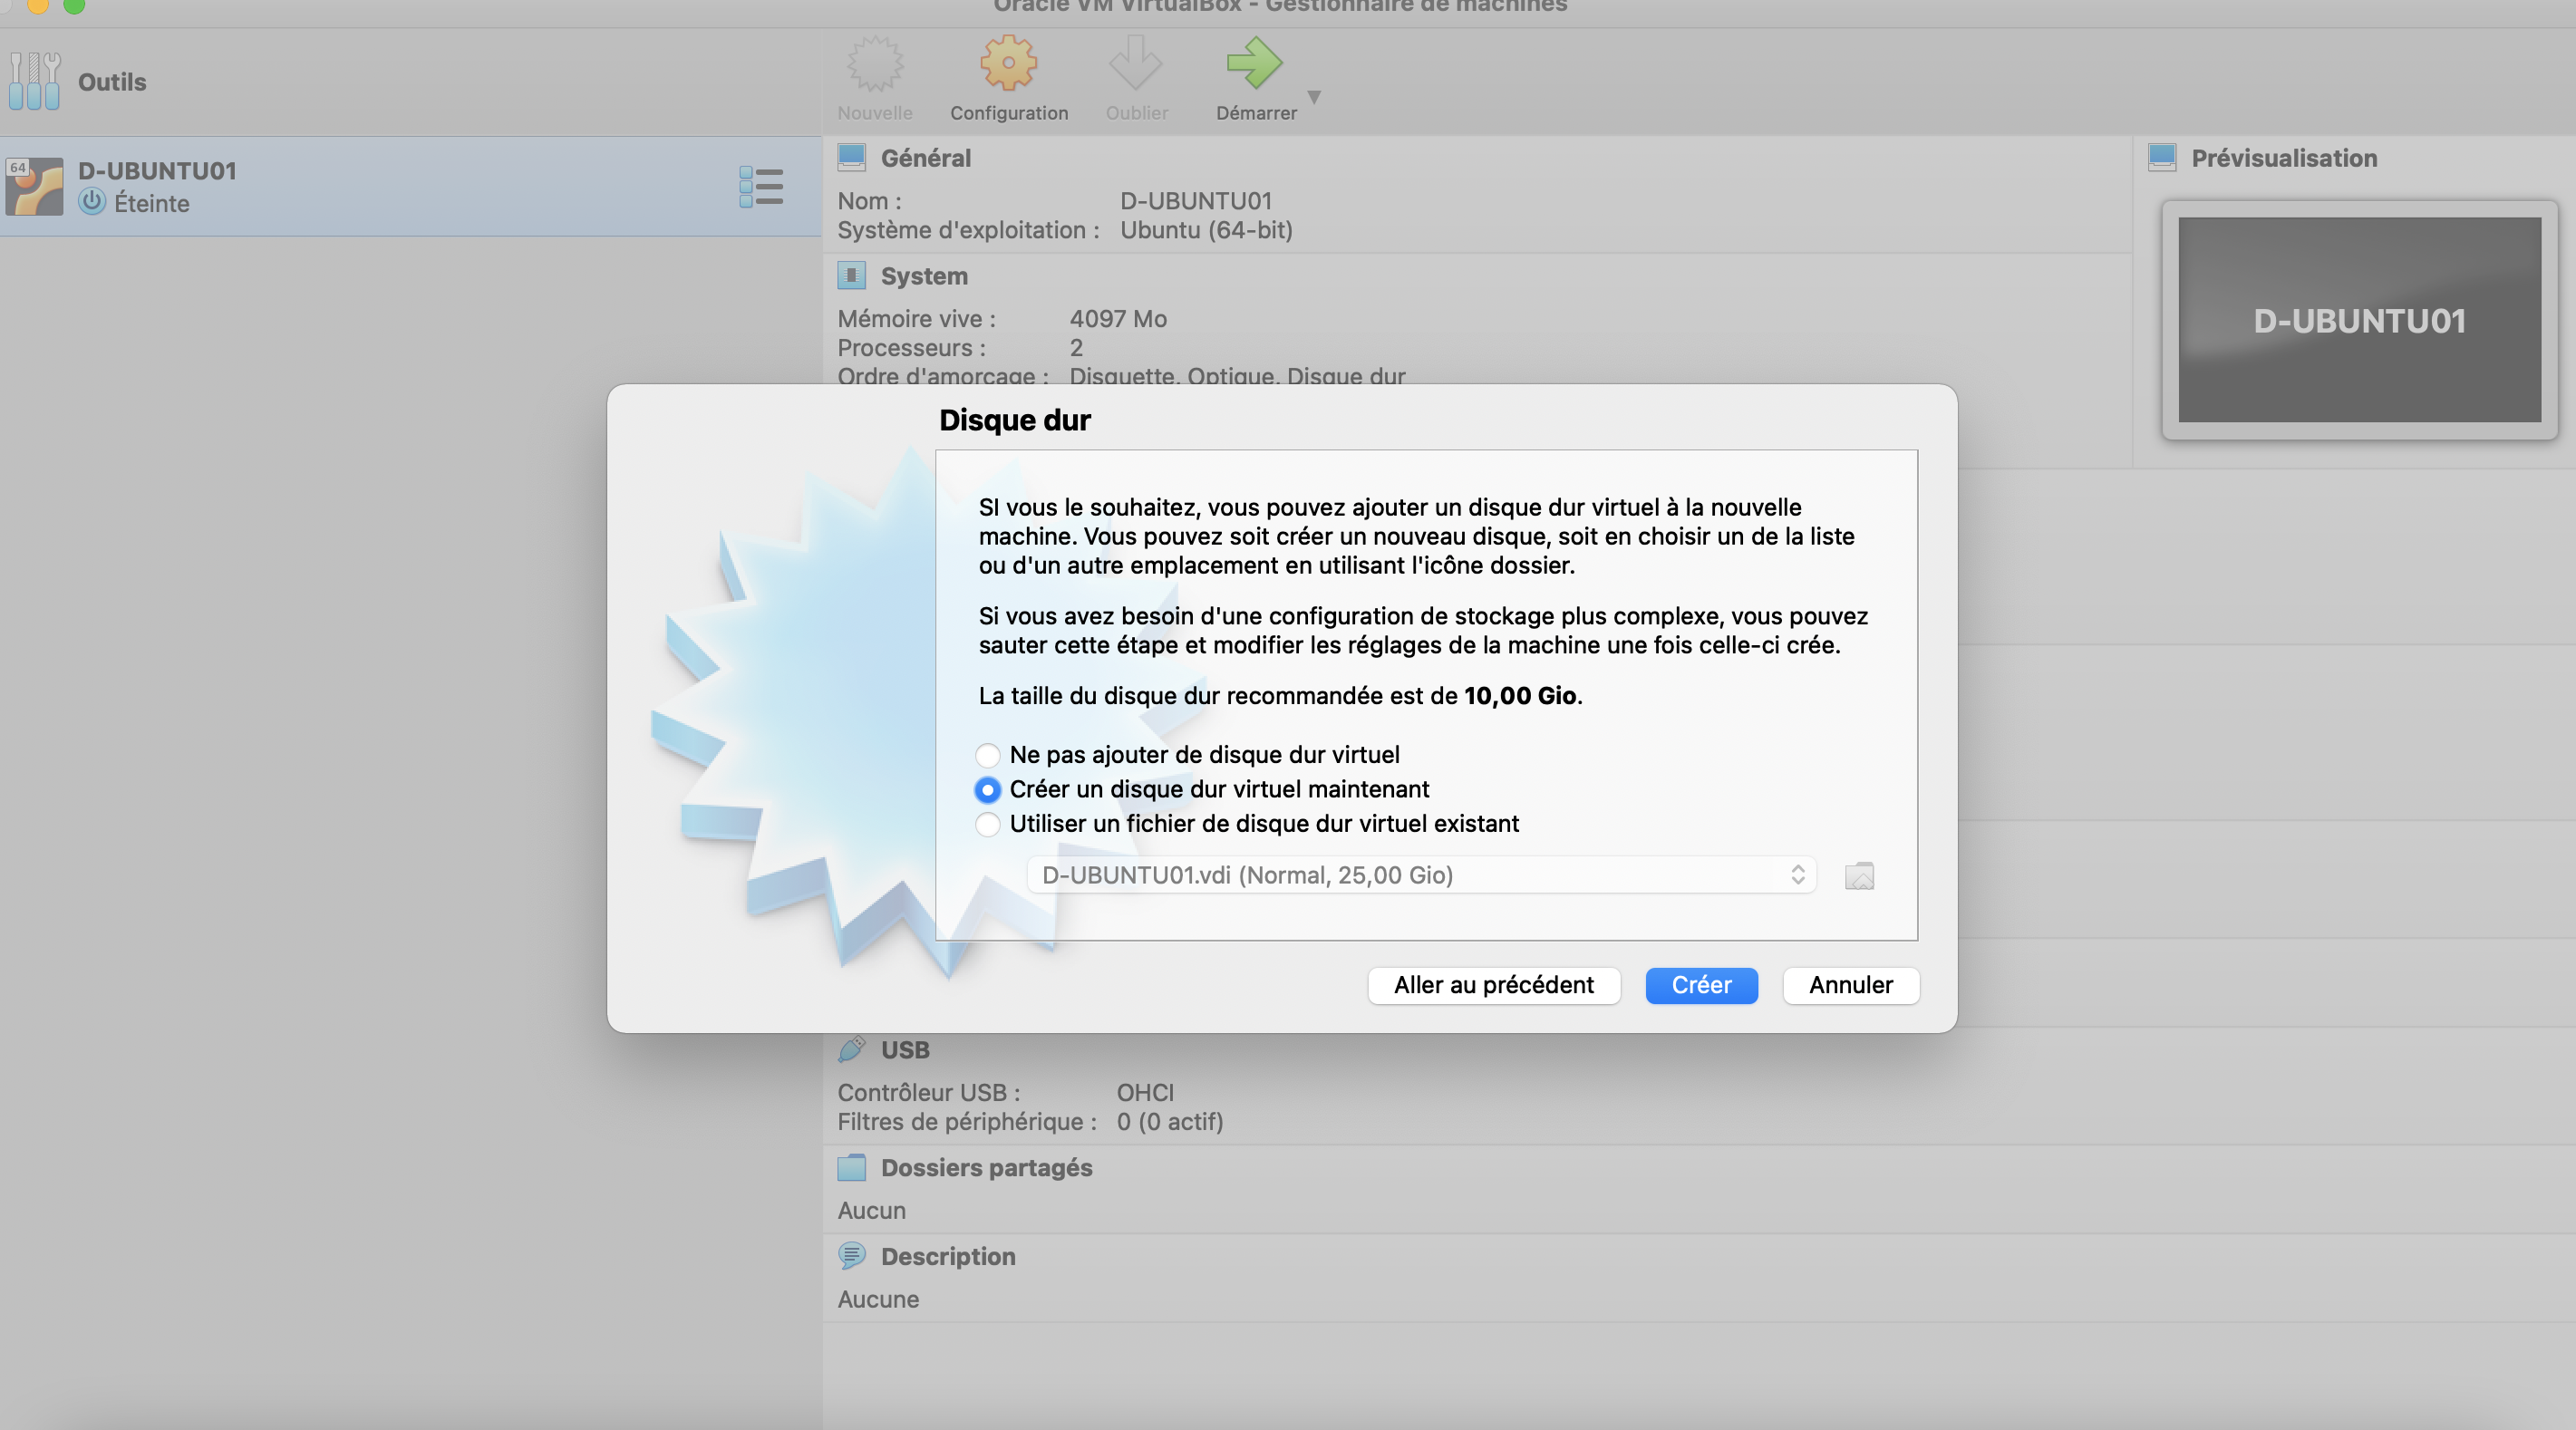 Oracle VM VirtualBox - Gestionnaire de machines
Outils
Nouvelle
Configuration
Oublier
Démarrer
64
D-UBUNTU01
Éteinte
Général
Nom : D-UBUNTU01
Système d'exploitation : Ubuntu (64-bit)
System
Mémoire vive : 4097 Mo
Processeurs : 2
Ordre d'amorçage : Disquette, Optique, Disque dur
Prévisualisation
D-UBUNTU01
Disque dur
SI vous le souhaitez, vous pouvez ajouter un disque dur virtuel à la nouvelle
machine. Vous pouvez soit créer un nouveau disque, soit en choisir un de la liste
ou d'un autre emplacement en utilisant l'icône dossier.
Si vous avez besoin d'une configuration de stockage plus complexe, vous pouvez
sauter cette étape et modifier les réglages de la machine une fois celle-ci crée.
La taille du disque dur recommandée est de 10,00 Gio.
Ne pas ajouter de disque dur virtuel
Créer un disque dur virtuel maintenant
Utiliser un fichier de disque dur virtuel existant
D-UBUNTU01.vdi (Normal, 25,00 Gio)
Aller au précédent
Créer
Annuler
USB
Contrôleur USB : OHCI
Filtres de périphérique : 0 (0 actif)
Dossiers partagés
Aucun
Description
Aucune